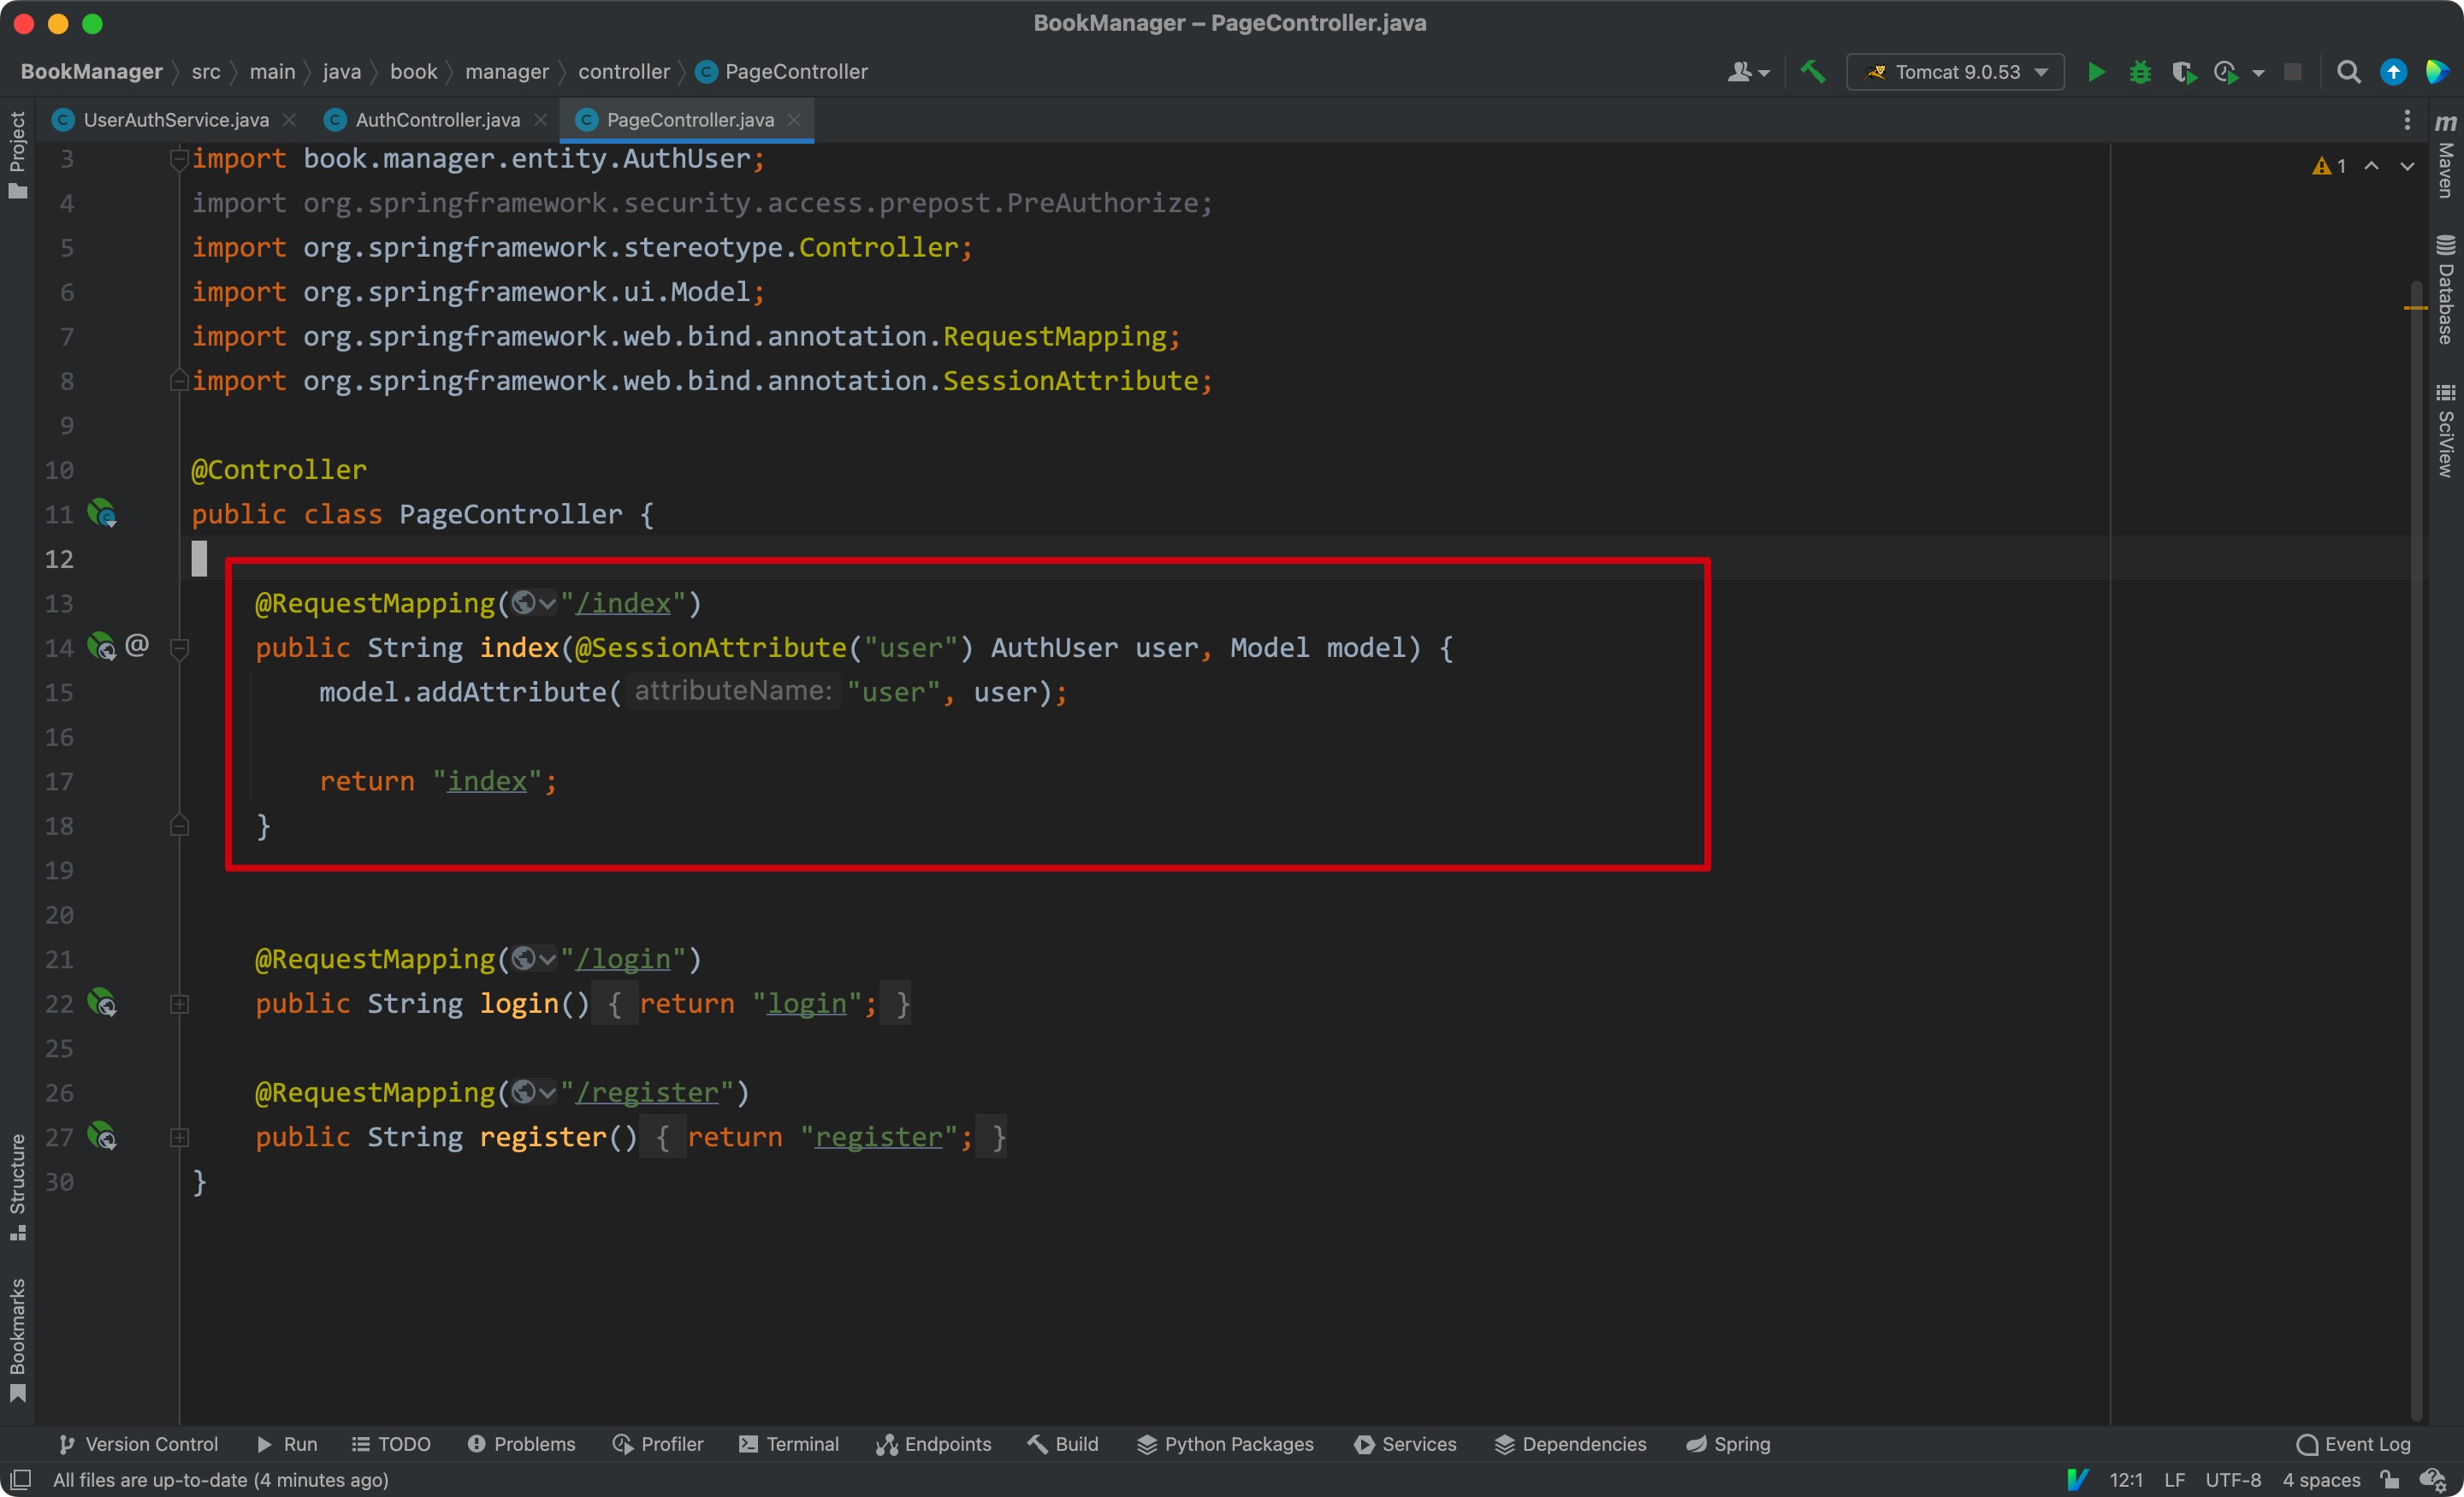 BookManager – PageController.java
BookManager src main java book manager controller PageController
Tomcat 9.0.53
Project
UserAuthService.java
AuthController.java
PageController.java
3 import book.manager.entity.AuthUser;
4 import org.springframework.security.access.prepost.PreAuthorize;
5 import org.springframework.stereotype.Controller;
6 import org.springframework.ui.Model;
7 import org.springframework.web.bind.annotation.RequestMapping;
8 import org.springframework.web.bind.annotation.SessionAttribute;
9
10 @Controller
11 public class PageController {
12
13 @RequestMapping("/index")
14 @ public String index(@SessionAttribute("user") AuthUser user, Model model) {
15 model.addAttribute( attributeName: "user", user);
16
17 return "index";
18 }
19
20
21 @RequestMapping("/login")
22 public String login() { return "login"; }
25
26 @RequestMapping("/register")
27 public String register() { return "register"; }
30 }
1
m
Maven
Database
SciView
Structure
Bookmarks
Version Control Run TODO Problems Profiler Terminal Endpoints Build Python Packages Services Dependencies Spring Event Log
All files are up-to-date (4 minutes ago) 12:1 LF UTF-8 4 spaces